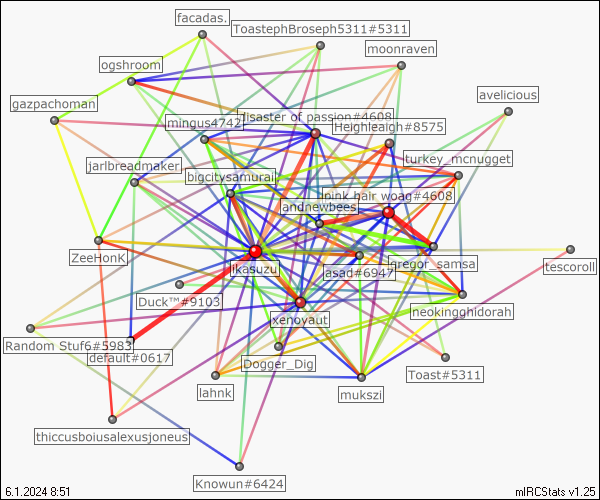 facadas.
ToastephBroseph5311#5311
moonraven
ogshroom
avelicious
gazpachoman
disaster of passion#4608
mingus4742
Heighleaigh#8575
turkey_mcnugget
jarlbreadmaker
bigcitysamurai
pink hair woag#4608
andnewbees
ZeeHonK
likasuzu
asad#6947
gregor_samsa
tescoroll
Duck™#9103
neokingghidorah
xenoyaut
Random Stuf6#5983
default#0617
Dogger_Dig
Toast#5311
lahnk
mukszi
thiccusboiusalexusjoneus
Knowun#6424
6.1.2024 8:51
mIRCStats v1.25